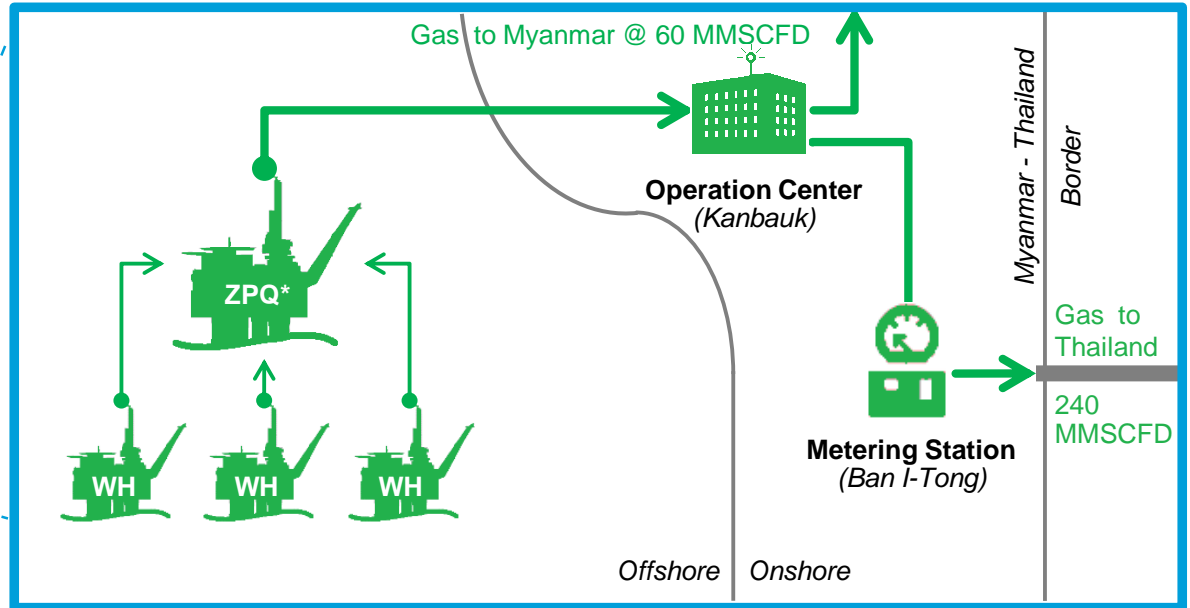 Gas to Myanmar @ 60 MMSCFD
Operation Center
(Kanbauk)
Myanmar - Thailand
Border
ZPQ*
WH
WH
WH
Gas to
Thailand
240
MMSCFD
Metering Station
(Ban I-Tong)
Offshore
Onshore